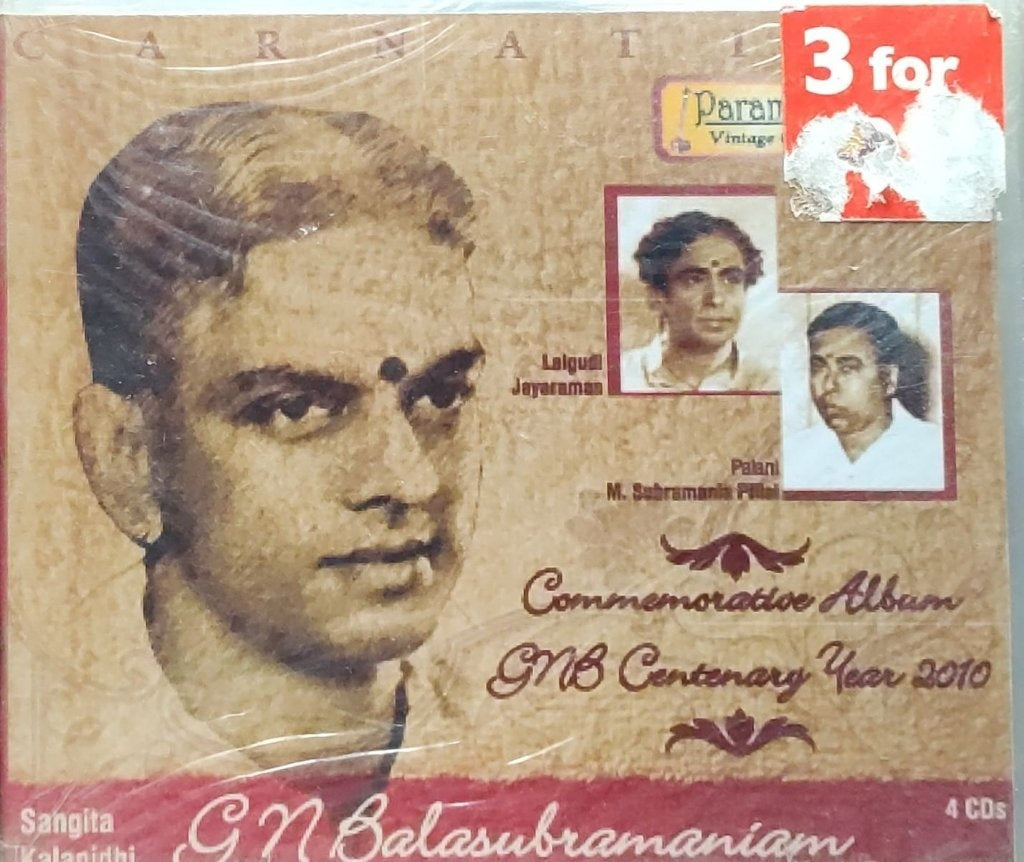 CARNATI
3 for
Param
Vintage
Lalgudi
Jayaraman
Palani
M. Subramania Pillai
Commemorative Album
GNB Centenary Year 2010
Sangita
Kalanidhi
G N Balasubramaniam
4 CDs